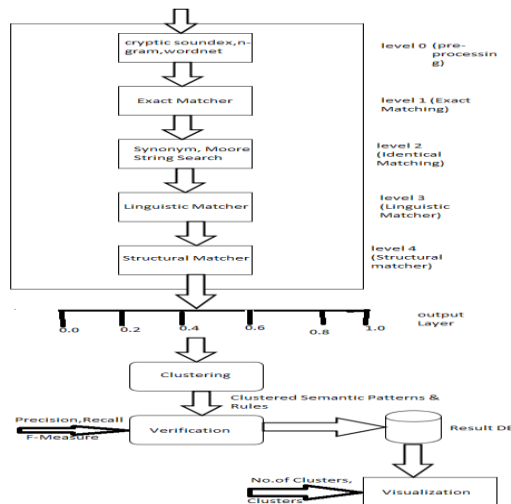 cryptic soundex,n-
gram,wordnet
level 0 (pre-
processin
g)
Exact Matcher
level 1 (Exact
Matching)
Synonym, Moore
String Search
level 2
(Identical
Matching)
Linguistic Matcher
level 3
(Linguistic
Matcher)
Structural Matcher
level 4
(Structural
matcher)
0.0 0.2 0.4 0.6 0.8 1.0
output
Layer
Clustering
Clustered Semantic Patterns &
Rules
Precision,Recall
F-Measure
Verification
Result DB
No.of Clusters,
Clusters
Visualization